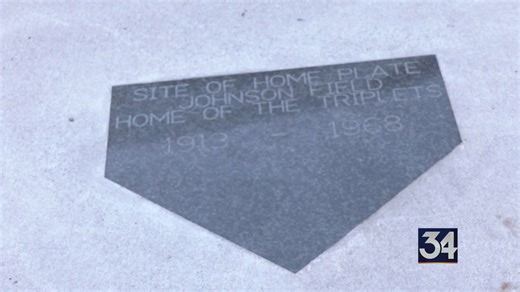 SITE OF HOME PLATE
JOHNSON FIELD
HOME OF THE TRIPLETS
1913 - 1968
34